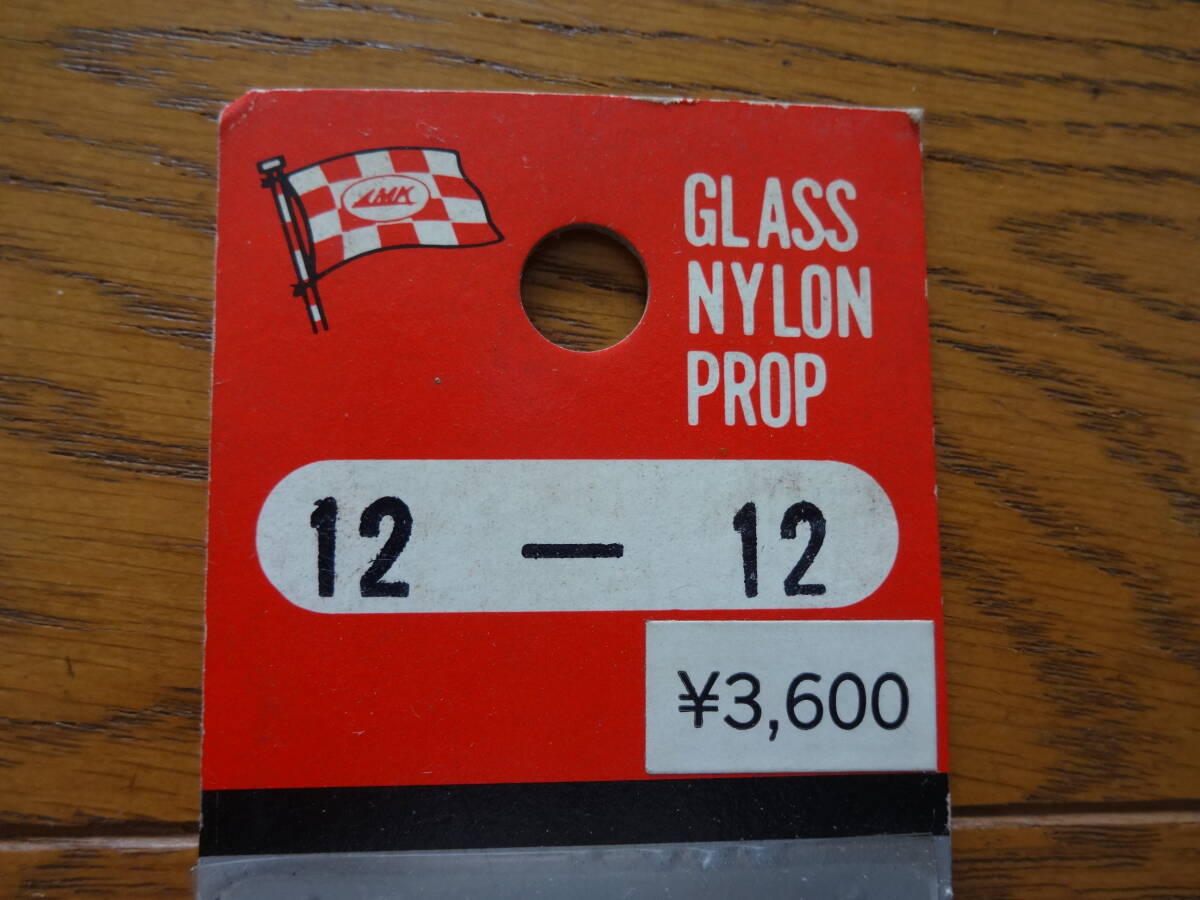 GLASS
NYLON
PROP
12 — 12
¥3,600